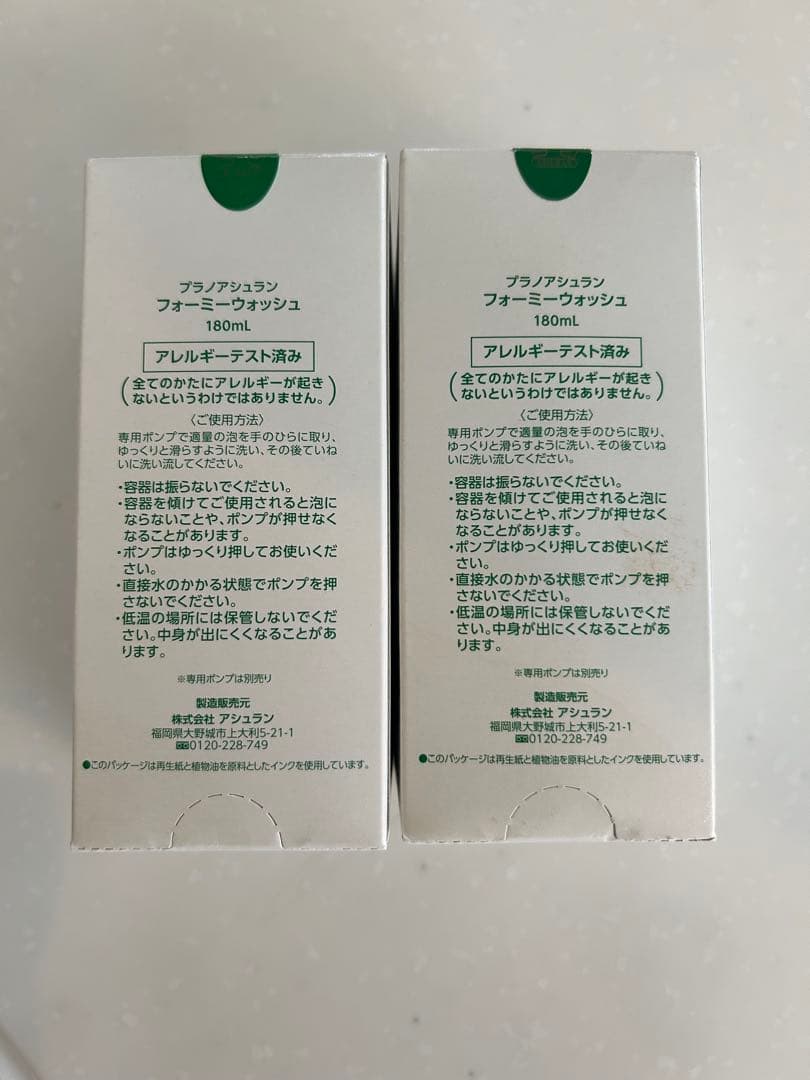 プラノアシュラン
フォーミーウォッシュ
180mL
アレルギーテスト済み
(全てのかたにアレルギーが起き
ないというわけではありません。)
〈ご使用方法〉
専用ポンプで適量の泡を手のひらに取り、
ゆっくりと滑らすように洗い、その後ていね
いに洗い流してください。
・容器は振らないでください。
・容器を傾けてご使用されると泡に
ならないことや、ポンプが押せなく
なることがあります。
・ポンプはゆっくり押してお使いくだ
さい。
・直接水のかかる状態でポンプを押
さないでください。
・低温の場所には保管しないでくだ
さい。中身が出にくくなることがあ
ります。
※専用ポンプは別売り
製造販売元
株式会社 アシュラン
福岡県大野城市上大利5-21-1
0120-228-749
●このパッケージは再生紙と植物油を原料としたインクを使用しています。
プラノアシュラン
フォーミーウォッシュ
180mL
アレルギーテスト済み
(全てのかたにアレルギーが起き
ないというわけではありません。)
〈ご使用方法〉
専用ポンプで適量の泡を手のひらに取り、
ゆっくりと滑らすように洗い、その後ていね
いに洗い流してください。
・容器は振らないでください。
・容器を傾けてご使用されると泡に
ならないことや、ポンプが押せなく
なることがあります。
・ポンプはゆっくり押してお使いくだ
さい。
・直接水のかかる状態でポンプを押
さないでください。
・低温の場所には保管しないでくだ
さい。中身が出にくくなることがあ
ります。
※専用ポンプは別売り
製造販売元
株式会社 アシュラン
福岡県大野城市上大利5-21-1
0120-228-749
●このパッケージは再生紙と植物油を原料としたインクを使用しています。